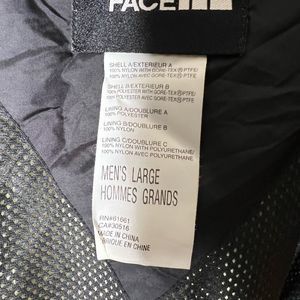 FACE
SHELL A/EXTERIEUR A
100% NYLON WITH GORE-TEX® PTFE/
100% NYLON AVEC GORE-TEX® PTFE
SHELL B/EXTERIEUR B
100% POLYESTER WITH GORE-TEX® PTFE/
100% POLYESTER AVEC GORE-TEX® PTFE
LINING A/DOUBLURE A
100% POLYESTER
LINING B/DOUBLURE B
100% NYLON
LINING C/DOUBLURE C
100% NYLON WITH POLYURETHANE/
100% NYLON AVEC POLYURETHANE
MEN'S LARGE
HOMMES GRANDS
RN#61661
CA#30516
MADE IN CHINA
FABRIQUE EN CHINE